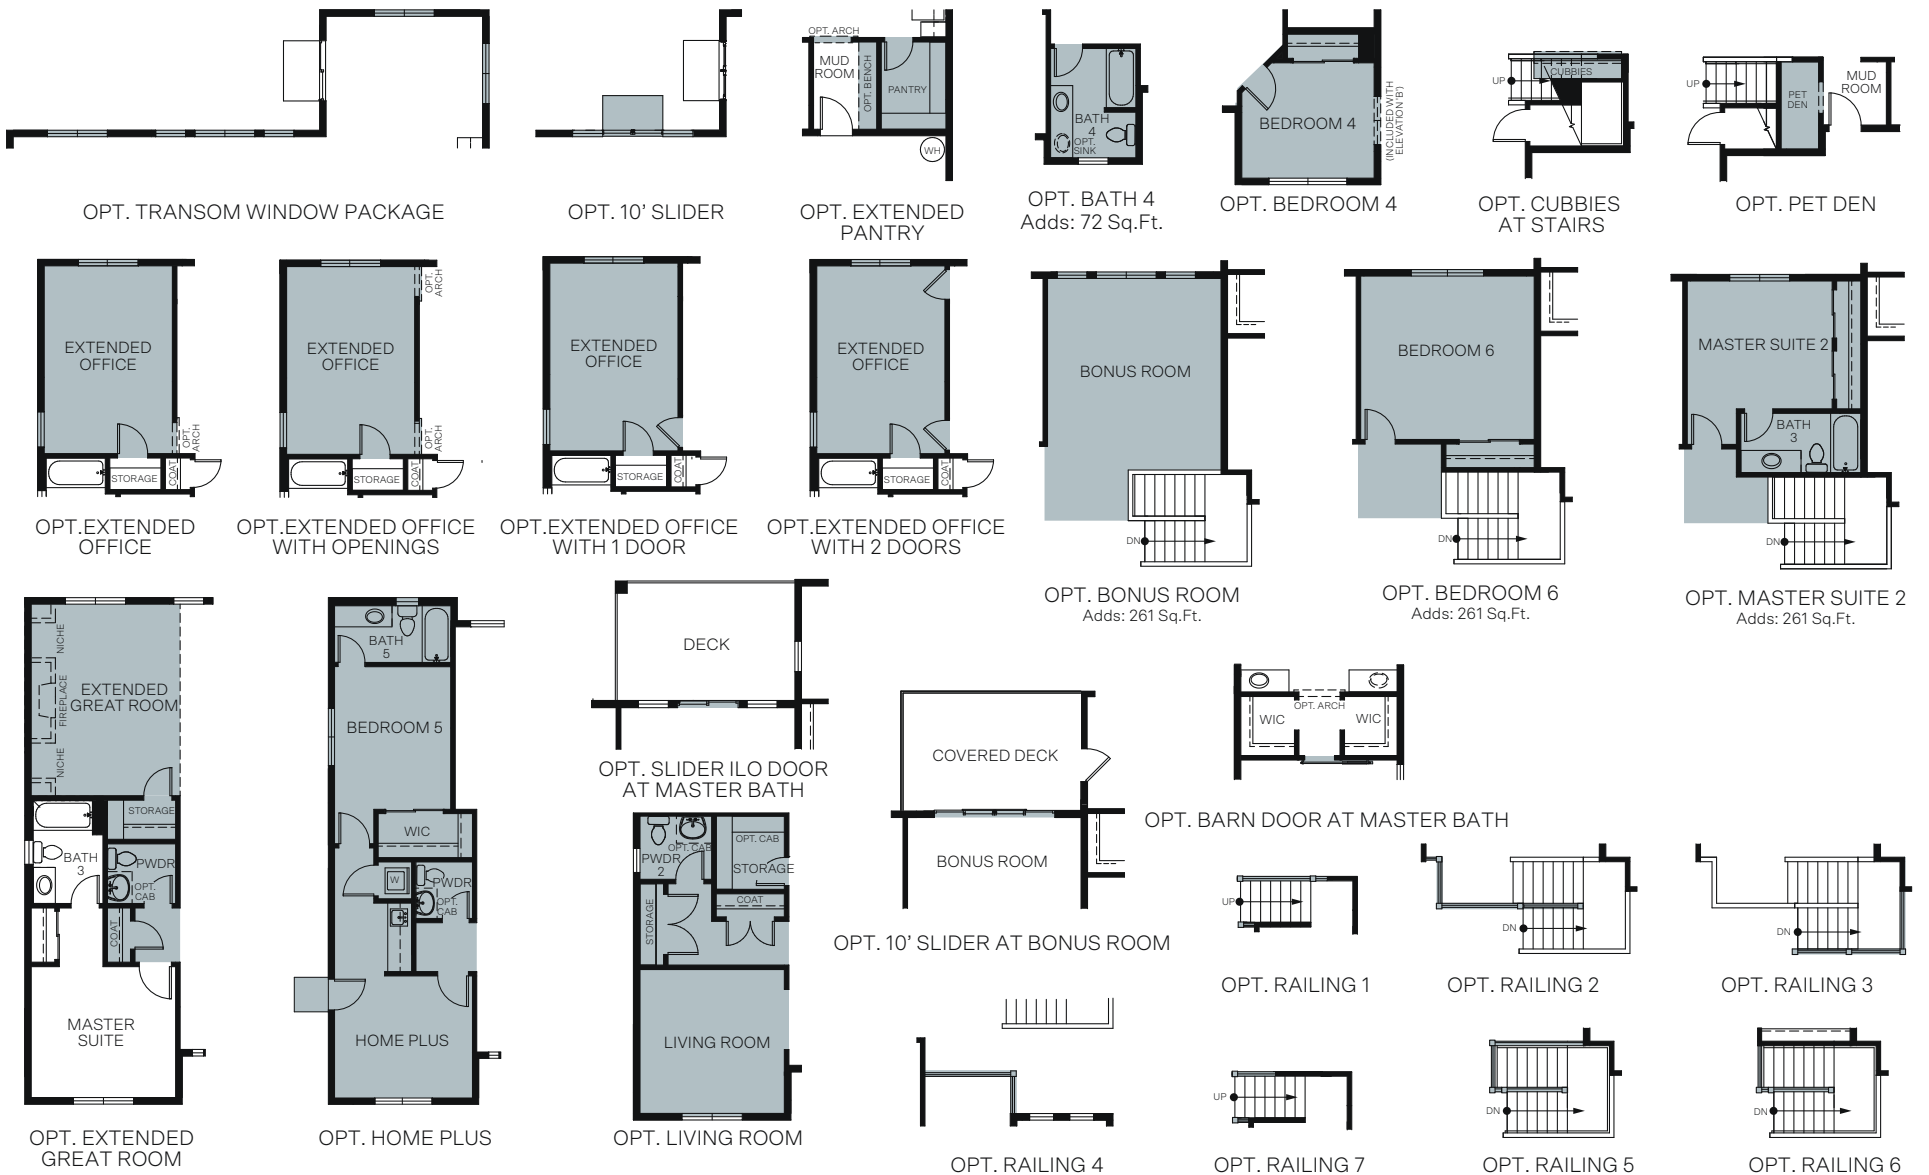 OPT. TRANSOM WINDOW PACKAGE
OPT. 10' SLIDER
OPT. ARCH
MUD
ROOM
OPT. BENCH
PANTRY
WH
OPT. EXTENDED
PANTRY
BATH
4
OPT.
SINK
OPT. BATH 4
Adds: 72 Sq.Ft.
BEDROOM 4
(INCLUDED WITH
ELEVATION 'B')
OPT. BEDROOM 4
UP
CUBBIES
OPT. CUBBIES
AT STAIRS
UP
PET
DEN
MUD
ROOM
OPT. PET DEN
EXTENDED
OFFICE
OPT.
ARCH
STORAGE
COAT
OPT.EXTENDED
OFFICE
OPT.
ARCH
EXTENDED
OFFICE
OPT.
ARCH
STORAGE
COAT
OPT.EXTENDED OFFICE
WITH OPENINGS
EXTENDED
OFFICE
STORAGE
COAT
OPT.EXTENDED OFFICE
WITH 1 DOOR
EXTENDED
OFFICE
STORAGE
COAT
OPT.EXTENDED OFFICE
WITH 2 DOORS
BONUS ROOM
DN
OPT. BONUS ROOM
Adds: 261 Sq.Ft.
BEDROOM 6
DN
OPT. BEDROOM 6
Adds: 261 Sq.Ft.
MASTER SUITE 2
BATH
3
DN
OPT. MASTER SUITE 2
Adds: 261 Sq.Ft.
NICHE
EXTENDED
GREAT ROOM
FIREPLACE
NICHE
STORAGE
BATH
3
PWDR
OPT.
CAB
COAT
MASTER
SUITE
OPT. EXTENDED
GREAT ROOM
BATH
5
BEDROOM 5
WIC
W
PWDR
OPT.
CAB
HOME PLUS
OPT. HOME PLUS
DECK
OPT. SLIDER ILO DOOR
AT MASTER BATH
OPT. CAB
PWDR
2
OPT. CAB
STORAGE
STORAGE
COAT
LIVING ROOM
OPT. LIVING ROOM
COVERED DECK
BONUS ROOM
OPT. 10' SLIDER AT BONUS ROOM
OPT. ARCH
WIC
WIC
OPT. BARN DOOR AT MASTER BATH
UP
OPT. RAILING 1
DN
OPT. RAILING 2
DN
OPT. RAILING 3
OPT. RAILING 4
UP
OPT. RAILING 7
DN
OPT. RAILING 5
DN
OPT. RAILING 6